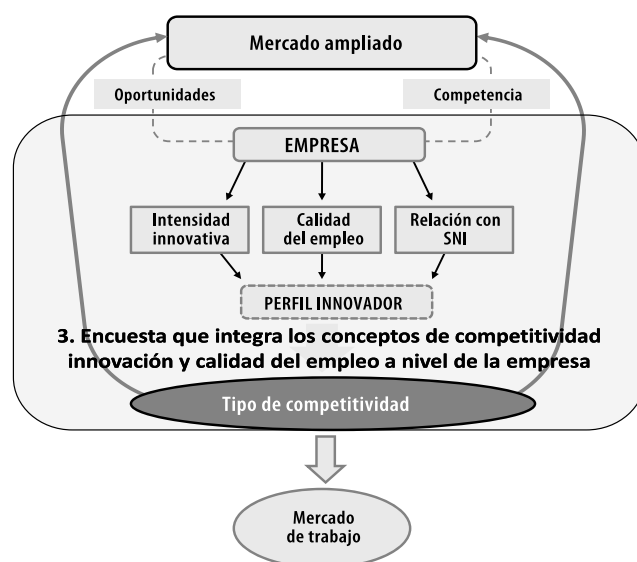 Mercado ampliado
Oportunidades
Competencia
EMPRESA
Intensidad
innovativa
Calidad
del empleo
Relación con
SNI
PERFIL INNOVADOR
3. Encuesta que integra los conceptos de competitividad
innovación y calidad del empleo a nivel de la empresa
Tipo de competitividad
Mercado
de trabajo